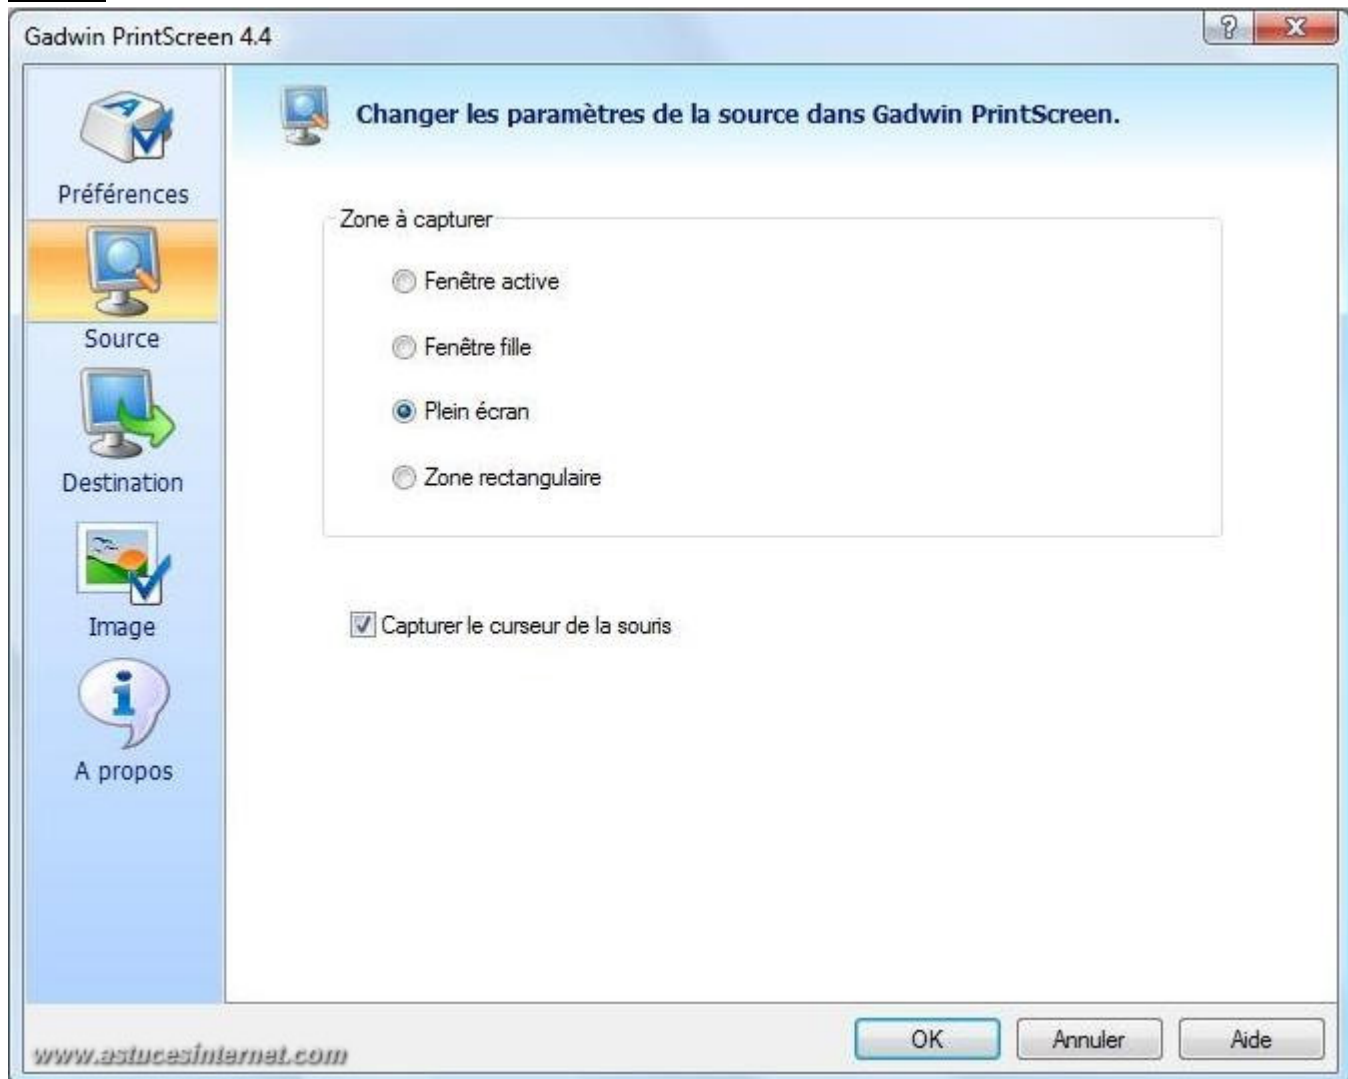 Gadwin PrintScreen 4.4
Changer les paramètres de la source dans Gadwin PrintScreen.
Préférences
Source
Destination
Image
A propos
Zone à capturer
Fenêtre active
Fenêtre fille
Plein écran
Zone rectangulaire
Capturer le curseur de la souris
OK
Annuler
Aide
www.astucesinternet.com